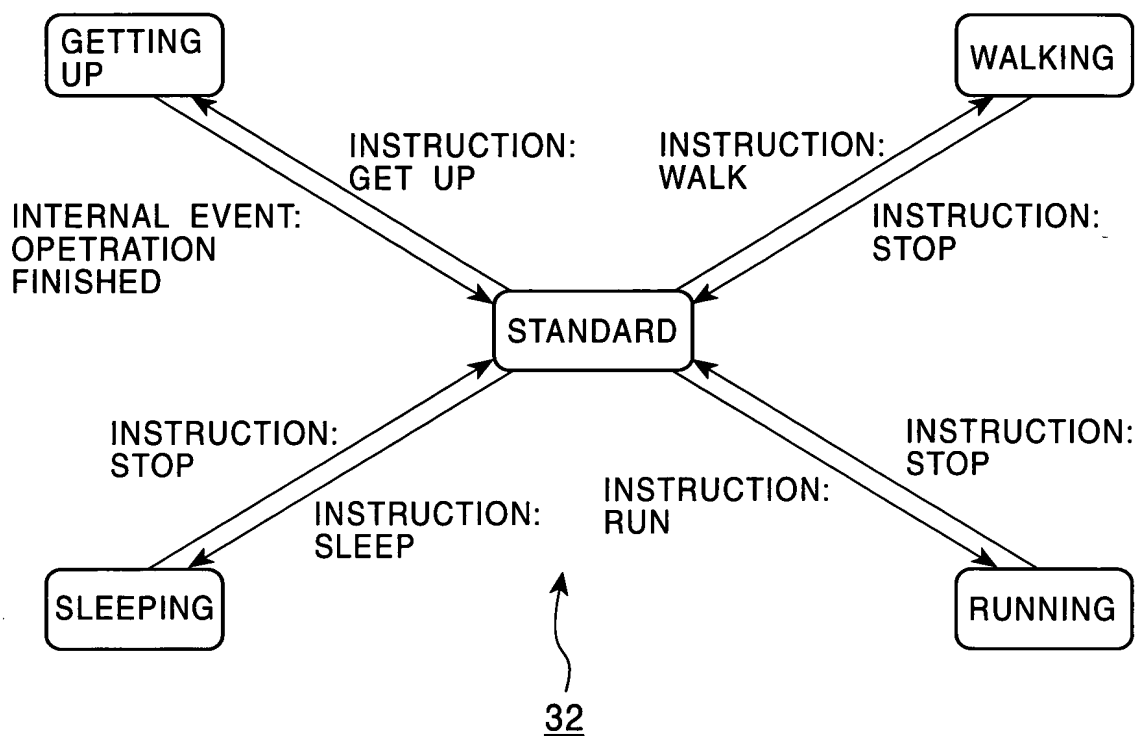 GETTING
UP
WALKING
INSTRUCTION:
GET UP
INSTRUCTION:
WALK
INTERNAL EVENT:
OPETRATION
FINISHED
INSTRUCTION:
STOP
STANDARD
INSTRUCTION:
STOP
INSTRUCTION:
SLEEP
INSTRUCTION:
RUN
INSTRUCTION:
STOP
SLEEPING
RUNNING
32